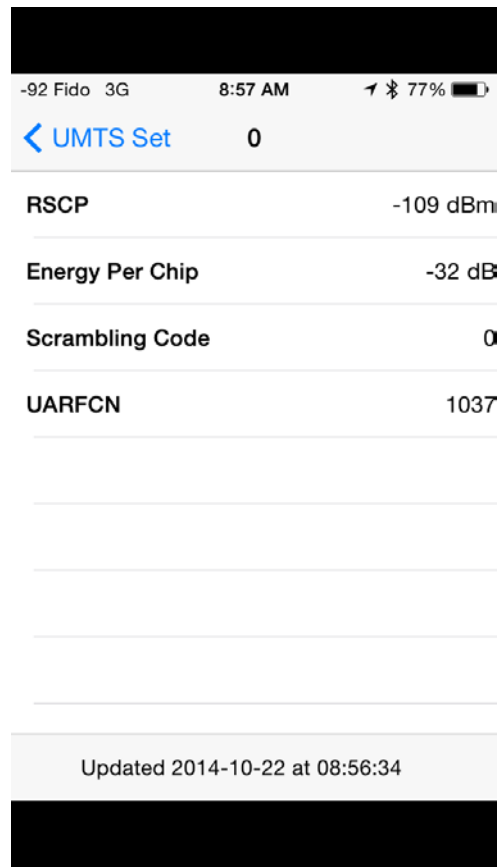 -92 Fido 3G 8:57 AM 77%
UMTS Set 0
RSCP -109 dBm
Energy Per Chip -32 dB
Scrambling Code 0
UARFCN 1037
Updated 2014-10-22 at 08:56:34